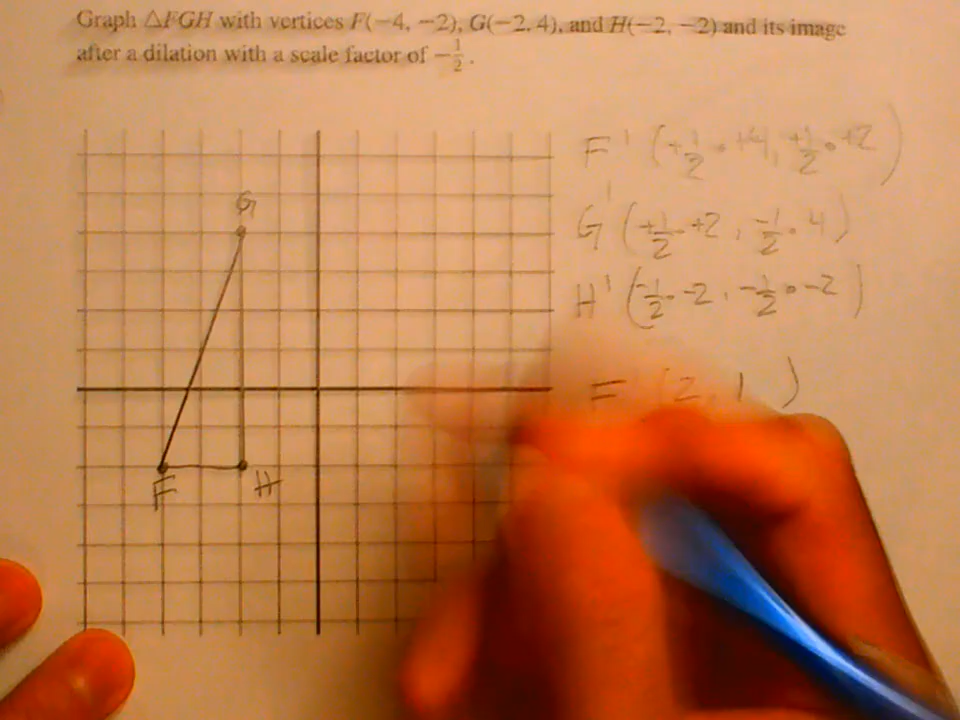 Graph △FGH with vertices F(−4, −2), G(−2, 4), and H(−2, −2) and its image
after a dilation with a scale factor of −1/2.
F' (+1/2 • +4, +1/2 • +2)
G' (+1/2 • +2, -1/2 • 4)
H' (-1/2 • -2, -1/2 • -2)
F' (2, 1)
G
F
H